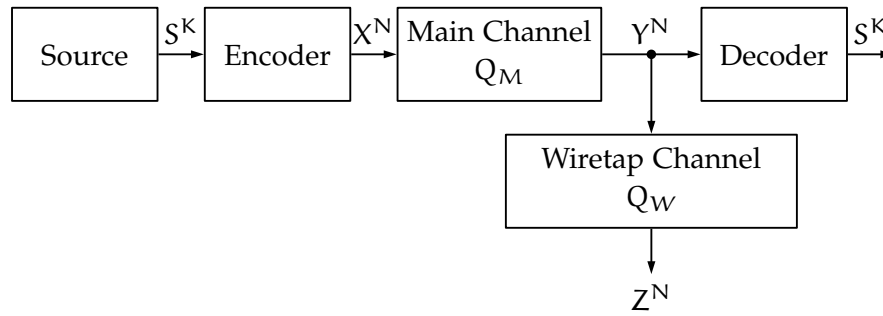 Source
S^K
Encoder
X^N
Main Channel
Q_M
Y^N
Decoder
S^K
Wiretap Channel
Q_W
Z^N